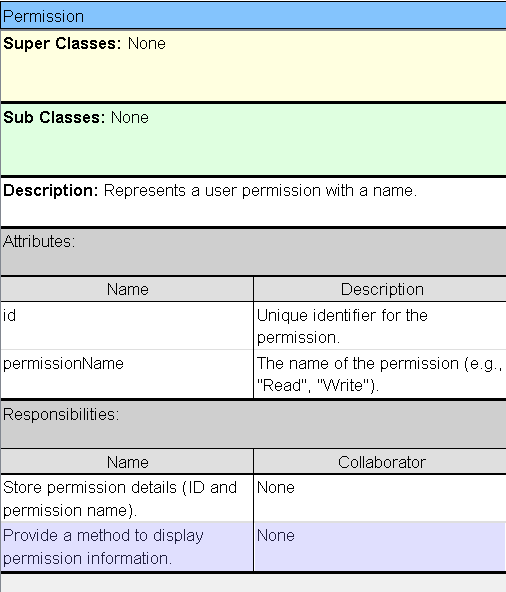 Permission
Super Classes: None
Sub Classes: None
Description: Represents a user permission with a name.
Attributes:
Name Description
id Unique identifier for the
permission.
permissionName The name of the permission (e.g.,
"Read", "Write").
Responsibilities:
Name Collaborator
Store permission details (ID and None
permission name).
Provide a method to display None
permission information.